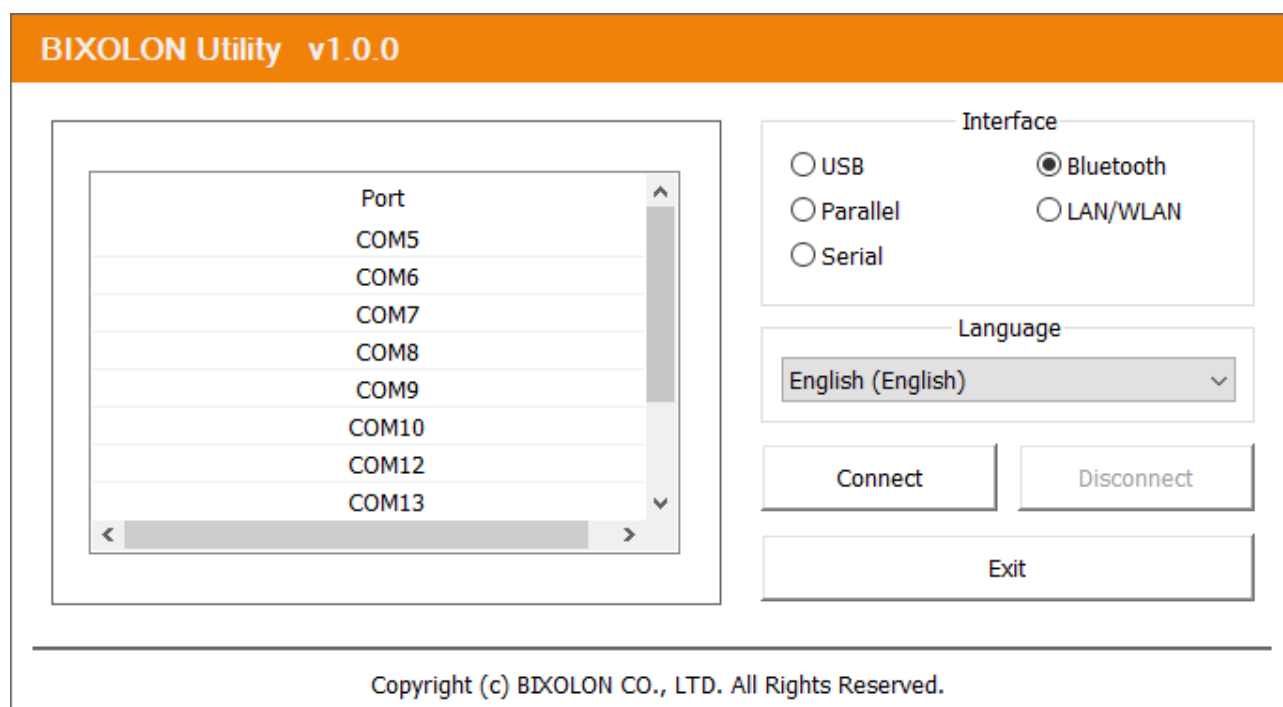 BIXOLON Utility v1.0.0
Port
COM5
COM6
COM7
COM8
COM9
COM10
COM12
COM13
Interface
USB
Bluetooth
Parallel
LAN/WLAN
Serial
Language
English (English)
Connect
Disconnect
Exit
Copyright (c) BIXOLON CO., LTD. All Rights Reserved.